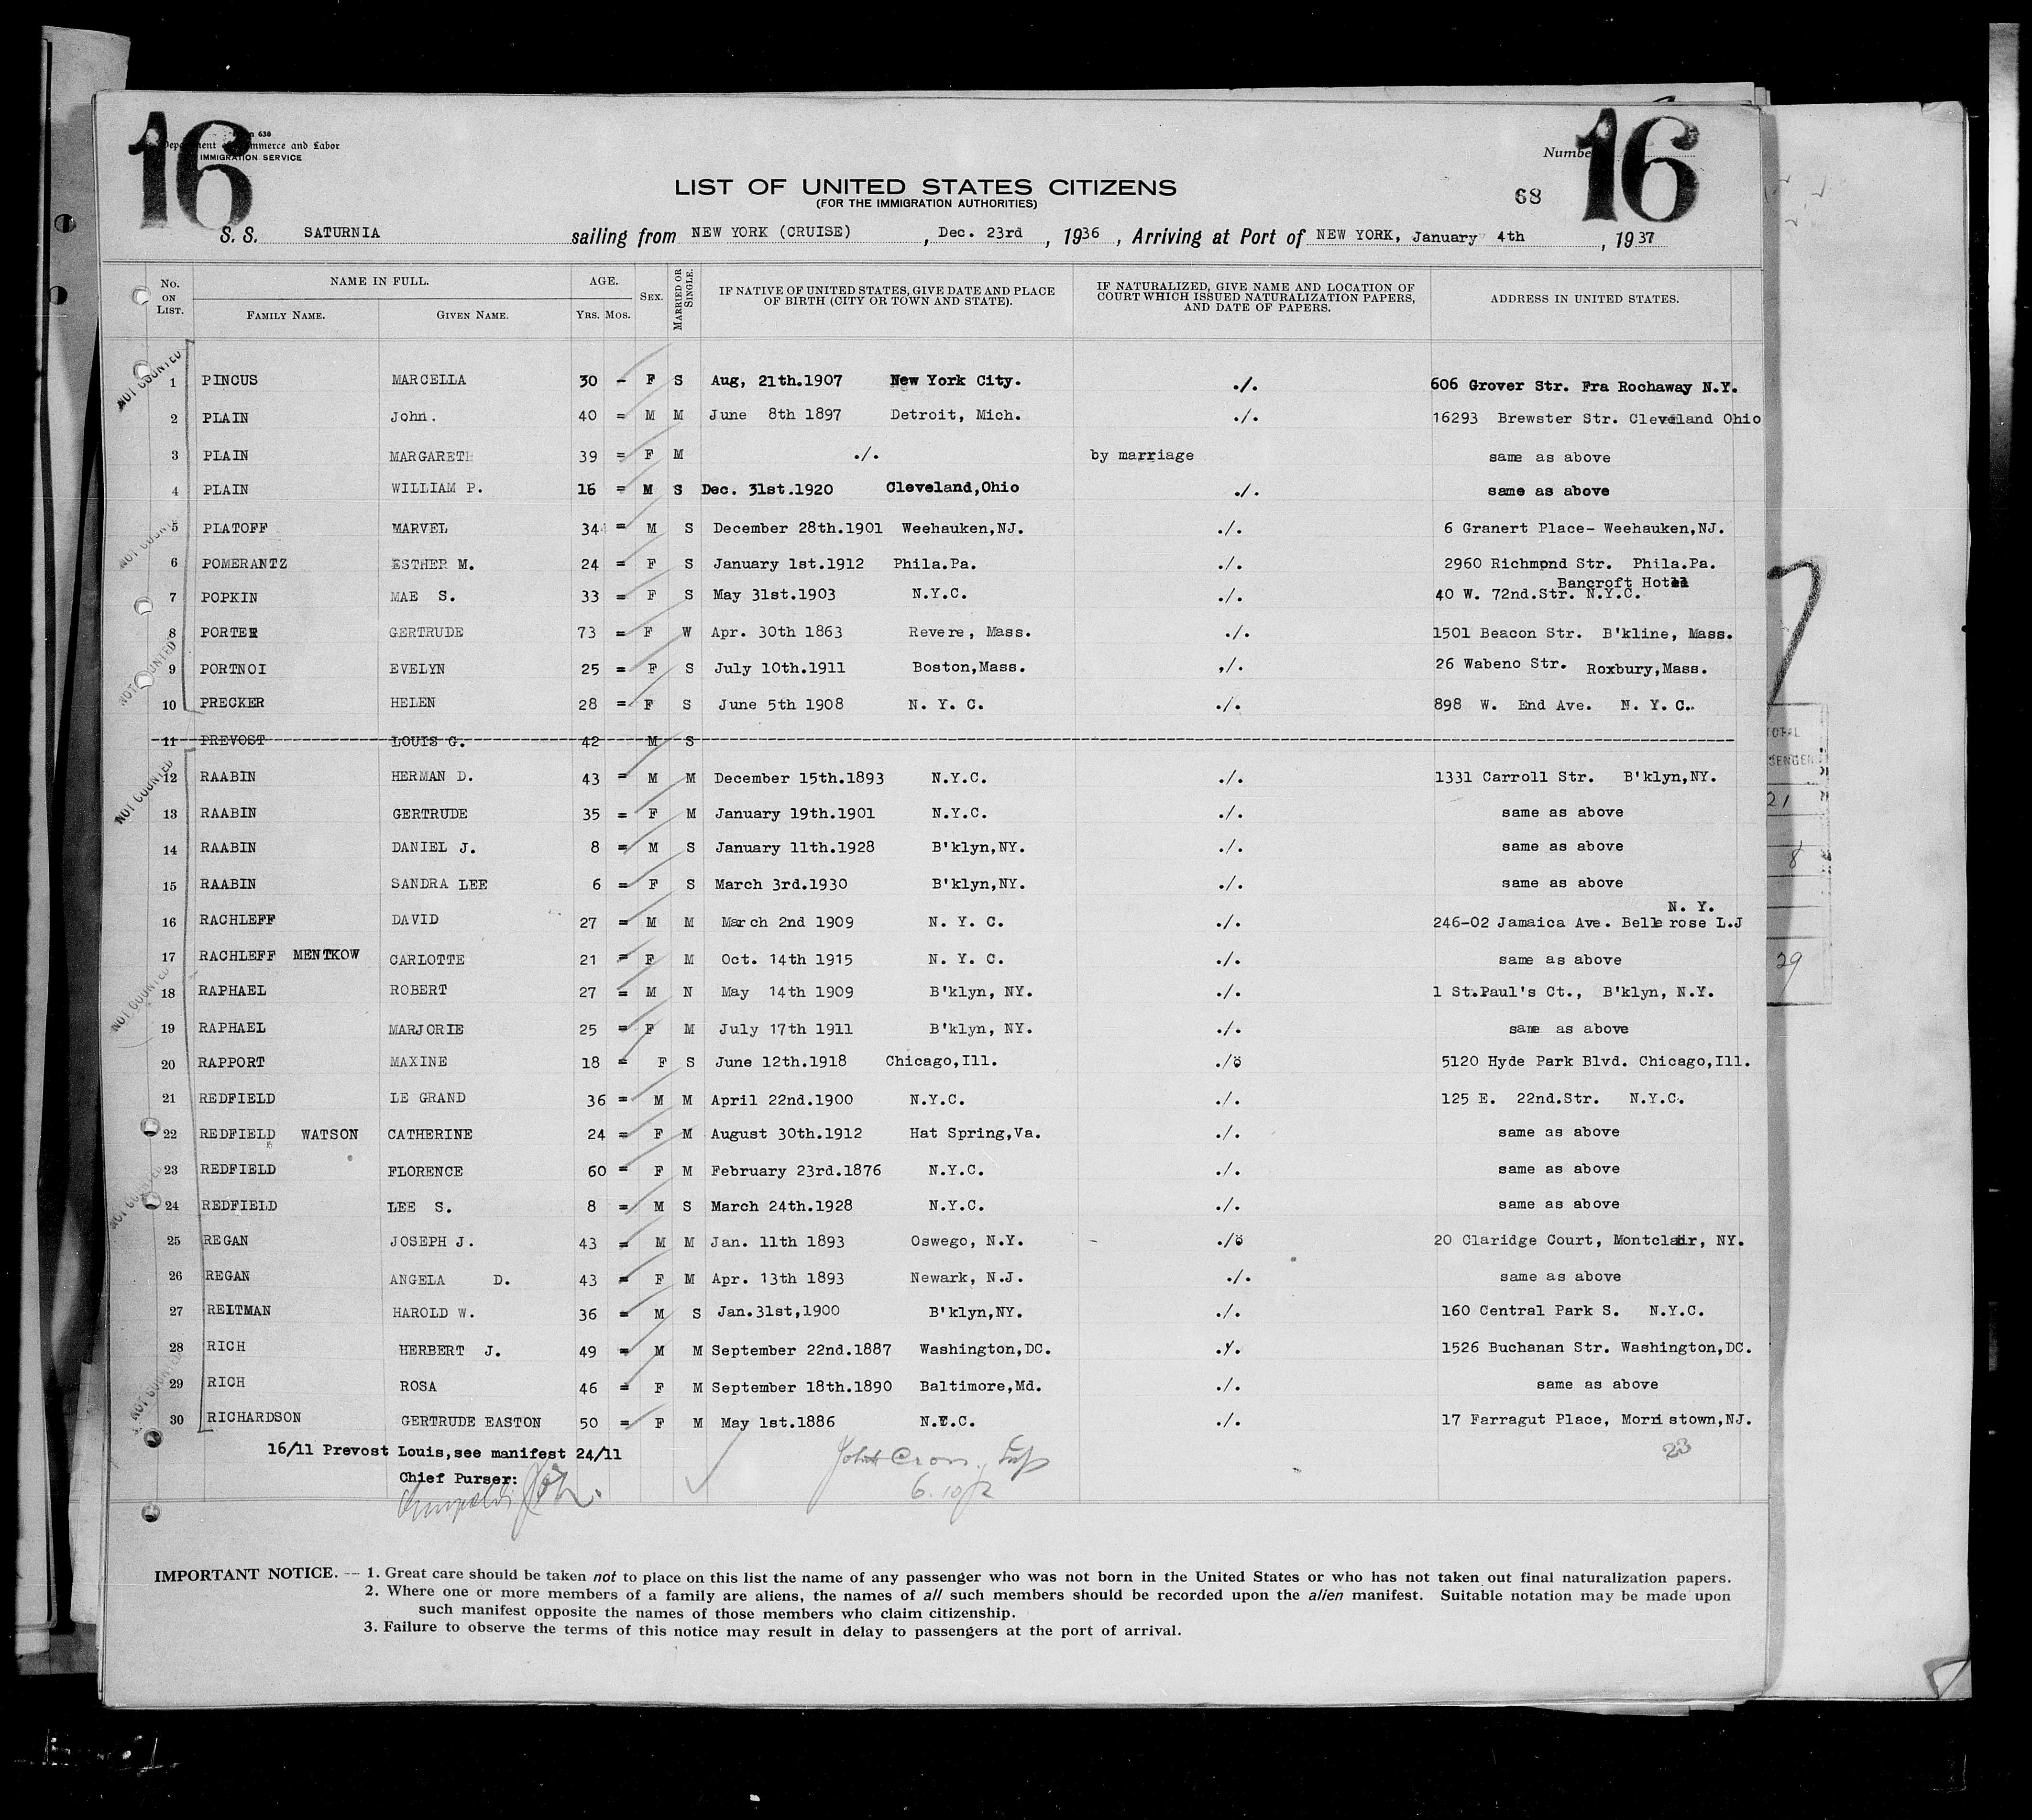 16
16
n 630
Department Commerce and Labor
IMMIGRATION SERVICE
Number
LIST OF UNITED STATES CITIZENS
(FOR THE IMMIGRATION AUTHORITIES)
68
S. S. SATURNIA sailing from NEW YORK (CRUISE), Dec. 23rd, 1936, Arriving at Port of NEW YORK, January 4th, 1937
No. ON LIST. NAME IN FULL. FAMILY NAME. GIVEN NAME. AGE. YRS. MOS. SEX. MARRIED OR SINGLE. IF NATIVE OF UNITED STATES, GIVE DATE AND PLACE OF BIRTH (CITY OR TOWN AND STATE). IF NATURALIZED, GIVE NAME AND LOCATION OF COURT WHICH ISSUED NATURALIZATION PAPERS, AND DATE OF PAPERS. ADDRESS IN UNITED STATES.
NOT COUNTED
1 PINCUS MARCELLA 30 - F S Aug, 21th.1907 New York City. ./. 606 Grover Str. Fra Rochaway N.Y.
2 PLAIN John. 40 = M M June 8th 1897 Detroit, Mich. ./. 16293 Brewster Str. Cleveland Ohio
3 PLAIN MARGARETH 39 = F M ./. by marriage same as above
4 PLAIN WILLIAM P. 16 = M S Dec. 31st.1920 Cleveland,Ohio ./. same as above
5 PLATOFF MARVEL 34 = M S December 28th.1901 Weehauken,NJ. ./. 6 Granert Place- Weehauken,NJ.
NOT COUNTED
6 POMERANTZ ESTHER M. 24 = F S January 1st.1912 Phila.Pa. ./. 2960 Richmond Str. Phila.Pa.
Bancroft Hotel
7 POPKIN MAE S. 33 = F S May 31st.1903 N.Y.C. ./. 40 W. 72nd.Str. N.Y.C.
8 PORTER GERTRUDE 73 = F W Apr. 30th 1863 Revere, Mass. ./. 1501 Beacon Str. B'kline, Mass.
NOT COUNTED
9 PORTNOI EVELYN 25 = F S July 10th.1911 Boston,Mass. ,/. 26 Wabeno Str. Roxbury,Mass.
10 PRECKER HELEN 28 = F S June 5th 1908 N. Y. C. ./. 898 W. End Ave. N. Y. C.
11 PREVOST LOUIS G. 42 M S
NOT COUNTED
12 RAABIN HERMAN D. 43 = M M December 15th.1893 N.Y.C. ./. 1331 Carroll Str. B'klyn,NY.
13 RAABIN GERTRUDE 35 = F M January 19th.1901 N.Y.C. ./. same as above
14 RAABIN DANIEL J. 8 = M S January 11th.1928 B'klyn,NY. ./. same as above
15 RAABIN SANDRA LEE 6 = F S March 3rd.1930 B'klyn,NY. ./. same as above
N. Y.
16 RACHLEFF DAVID 27 = M M March 2nd 1909 N. Y. C. ./. 246-02 Jamaica Ave. Belle rose L.J
17 RACHLEFF MENTKOW CARLOTTE 21 = F M Oct. 14th 1915 N. Y. C. ./. same as above
NOT COUNTED
18 RAPHAEL ROBERT 27 = M N May 14th 1909 B'klyn, NY. ./. 1 St.Paul's Ct., B'klyn, N.Y.
19 RAPHAEL MARJORIE 25 = F M July 17th 1911 B'klyn, NY. ./. same as above
20 RAPPORT MAXINE 18 = F S June 12th.1918 Chicago,Ill. ./ö 5120 Hyde Park Blvd. Chicago,Ill.
21 REDFIELD LE GRAND 36 = M M April 22nd.1900 N.Y.C. ./. 125 E. 22nd.Str. N.Y.C.
22 REDFIELD WATSON CATHERINE 24 = F M August 30th.1912 Hat Spring,Va. ./. same as above
23 REDFIELD FLORENCE 60 = F M February 23rd.1876 N.Y.C. ./. same as above
NOT COUNTED
24 REDFIELD LEE S. 8 = M S March 24th.1928 N.Y.C. ./. same as above
25 REGAN JOSEPH J. 43 = M M Jan. 11th 1893 Oswego, N.Y. ./ö 20 Claridge Court, Montclair, NY.
26 REGAN ANGELA D. 43 = F M Apr. 13th 1893 Newark, N.J. ./. same as above
27 REITMAN HAROLD W. 36 = M S Jan.31st,1900 B'klyn,NY. ./. 160 Central Park S. N.Y.C.
28 RICH HERBERT J. 49 = M M September 22nd.1887 Washington,DC. ./. 1526 Buchanan Str. Washington,DC.
NOT COUNTED
29 RICH ROSA 46 = F M September 18th.1890 Baltimore,Md. ./. same as above
30 RICHARDSON GERTRUDE EASTON 50 = F M May 1st.1886 N.Y.C. ./. 17 Farragut Place, Morri stown,NJ.
16/11 Prevost Louis,see manifest 24/11
23
Chief Purser:
TOTAL
21
8
29
IMPORTANT NOTICE. — 1. Great care should be taken not to place on this list the name of any passenger who was not born in the United States or who has not taken out final naturalization papers.
2. Where one or more members of a family are aliens, the names of all such members should be recorded upon the alien manifest. Suitable notation may be made upon
such manifest opposite the names of those members who claim citizenship.
3. Failure to observe the terms of this notice may result in delay to passengers at the port of arrival.